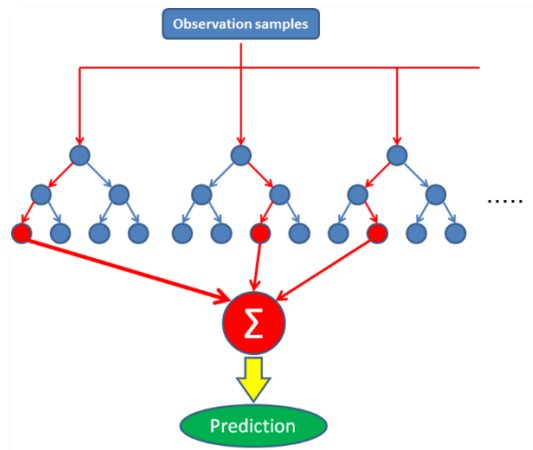 Observation samples
.....
Σ
Prediction